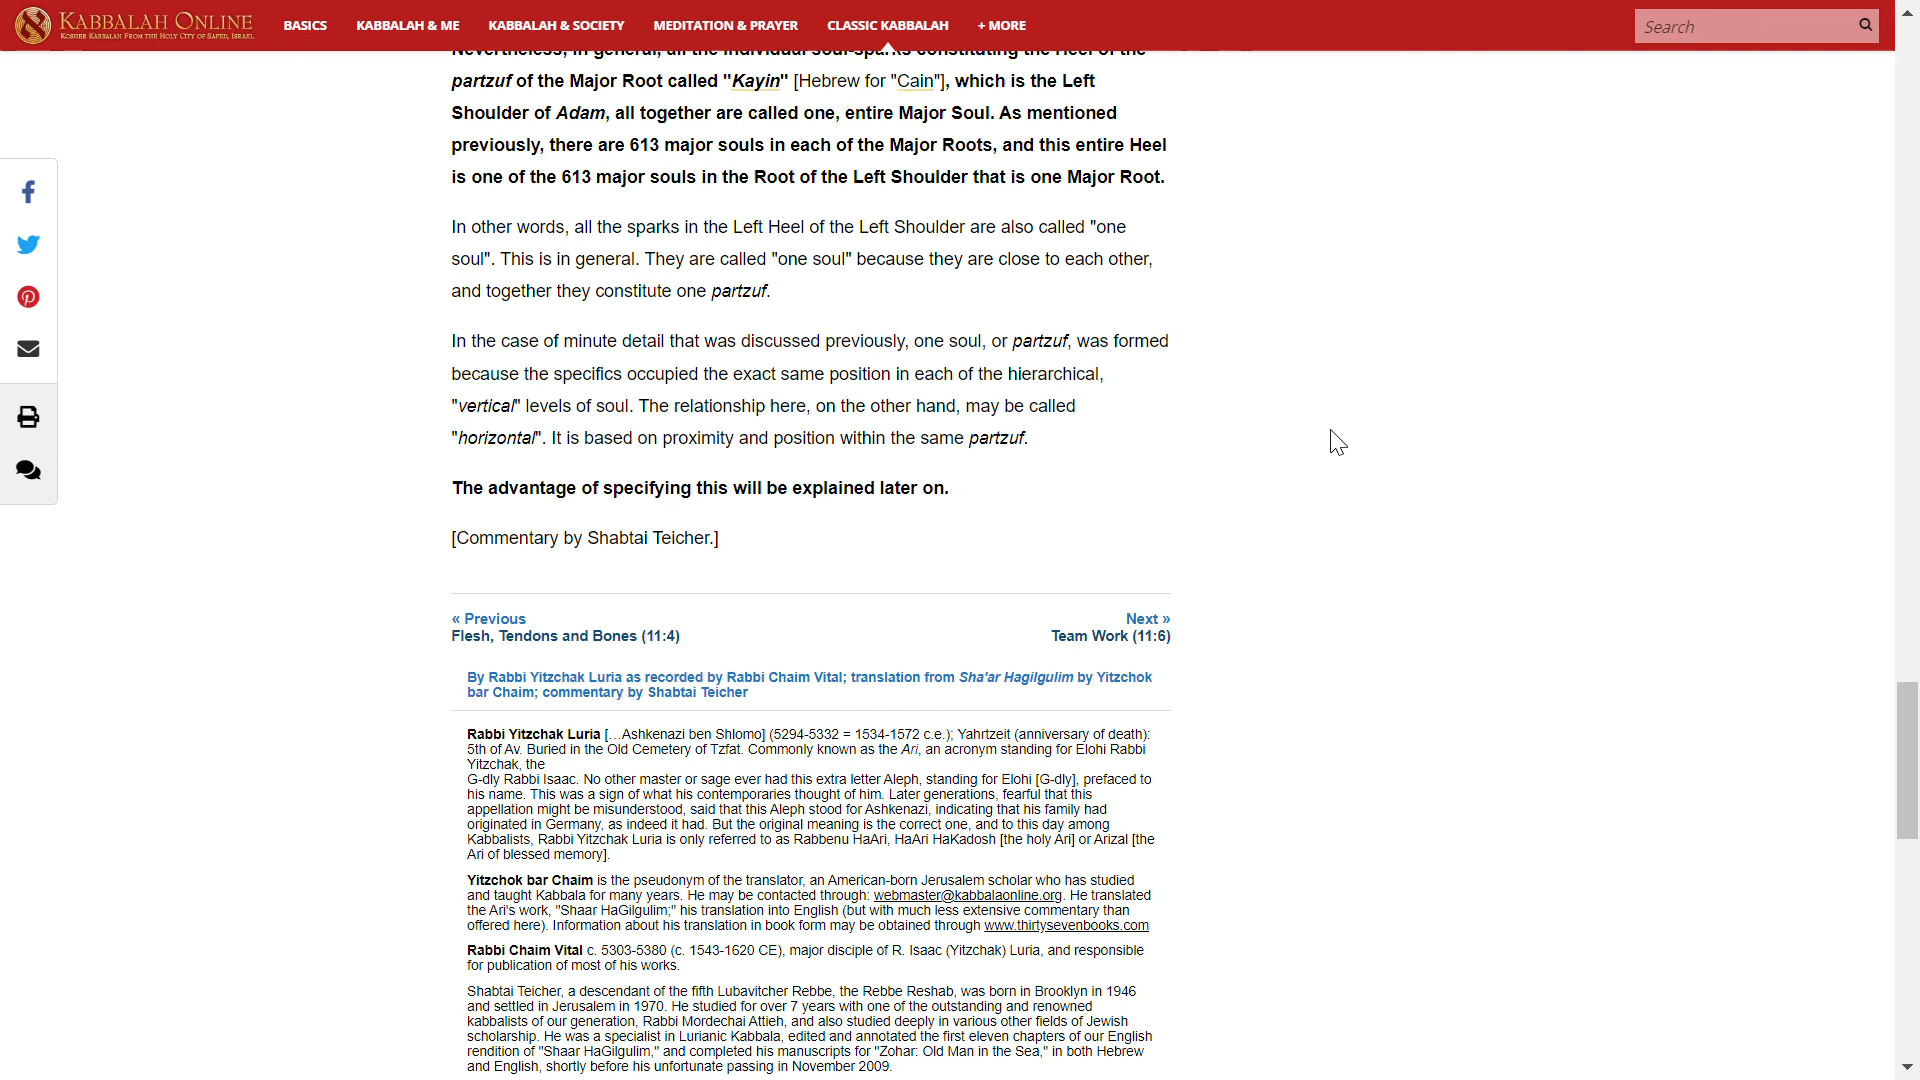 KABBALAH ONLINE
KOSHER KABBALAH FROM THE HOLY CITY OF SAFED, ISRAEL
BASICS
KABBALAH & ME
KABBALAH & SOCIETY
MEDITATION & PRAYER
CLASSIC KABBALAH
+ MORE
Search
Nevertheless, in general, all the individual soul-sparks constituting the Heel of the
partzuf of the Major Root called "Kayin" [Hebrew for "Cain"], which is the Left
Shoulder of Adam, all together are called one, entire Major Soul. As mentioned
previously, there are 613 major souls in each of the Major Roots, and this entire Heel
is one of the 613 major souls in the Root of the Left Shoulder that is one Major Root.
In other words, all the sparks in the Left Heel of the Left Shoulder are also called "one
soul". This is in general. They are called "one soul" because they are close to each other,
and together they constitute one partzuf.
In the case of minute detail that was discussed previously, one soul, or partzuf, was formed
because the specifics occupied the exact same position in each of the hierarchical,
"vertical" levels of soul. The relationship here, on the other hand, may be called
"horizontal". It is based on proximity and position within the same partzuf.
The advantage of specifying this will be explained later on.
[Commentary by Shabtai Teicher.]
« Previous
Flesh, Tendons and Bones (11:4)
Next »
Team Work (11:6)
By Rabbi Yitzchak Luria as recorded by Rabbi Chaim Vital; translation from Sha'ar Hagilgulim by Yitzchok
bar Chaim; commentary by Shabtai Teicher
Rabbi Yitzchak Luria […Ashkenazi ben Shlomo] (5294-5332 = 1534-1572 c.e.); Yahrtzeit (anniversary of death):
5th of Av. Buried in the Old Cemetery of Tzfat. Commonly known as the Ari, an acronym standing for Elohi Rabbi
Yitzchak, the
G-dly Rabbi Isaac. No other master or sage ever had this extra letter Aleph, standing for Elohi [G-dly], prefaced to
his name. This was a sign of what his contemporaries thought of him. Later generations, fearful that this
appellation might be misunderstood, said that this Aleph stood for Ashkenazi, indicating that his family had
originated in Germany, as indeed it had. But the original meaning is the correct one, and to this day among
Kabbalists, Rabbi Yitzchak Luria is only referred to as Rabbenu HaAri, HaAri HaKadosh [the holy Ari] or Arizal [the
Ari of blessed memory].
Yitzchok bar Chaim is the pseudonym of the translator, an American-born Jerusalem scholar who has studied
and taught Kabbala for many years. He may be contacted through: webmaster@kabbalaonline.org. He translated
the Ari's work, "Shaar HaGilgulim;" his translation into English (but with much less extensive commentary than
offered here). Information about his translation in book form may be obtained through www.thirtysevenbooks.com
Rabbi Chaim Vital c. 5303-5380 (c. 1543-1620 CE), major disciple of R. Isaac (Yitzchak) Luria, and responsible
for publication of most of his works.
Shabtai Teicher, a descendant of the fifth Lubavitcher Rebbe, the Rebbe Reshab, was born in Brooklyn in 1946
and settled in Jerusalem in 1970. He studied for over 7 years with one of the outstanding and renowned
kabbalists of our generation, Rabbi Mordechai Attieh, and also studied deeply in various other fields of Jewish
scholarship. He was a specialist in Lurianic Kabbala, edited and annotated the first eleven chapters of our English
rendition of "Shaar HaGilgulim," and completed his manuscripts for "Zohar: Old Man in the Sea," in both Hebrew
and English, shortly before his unfortunate passing in November 2009.